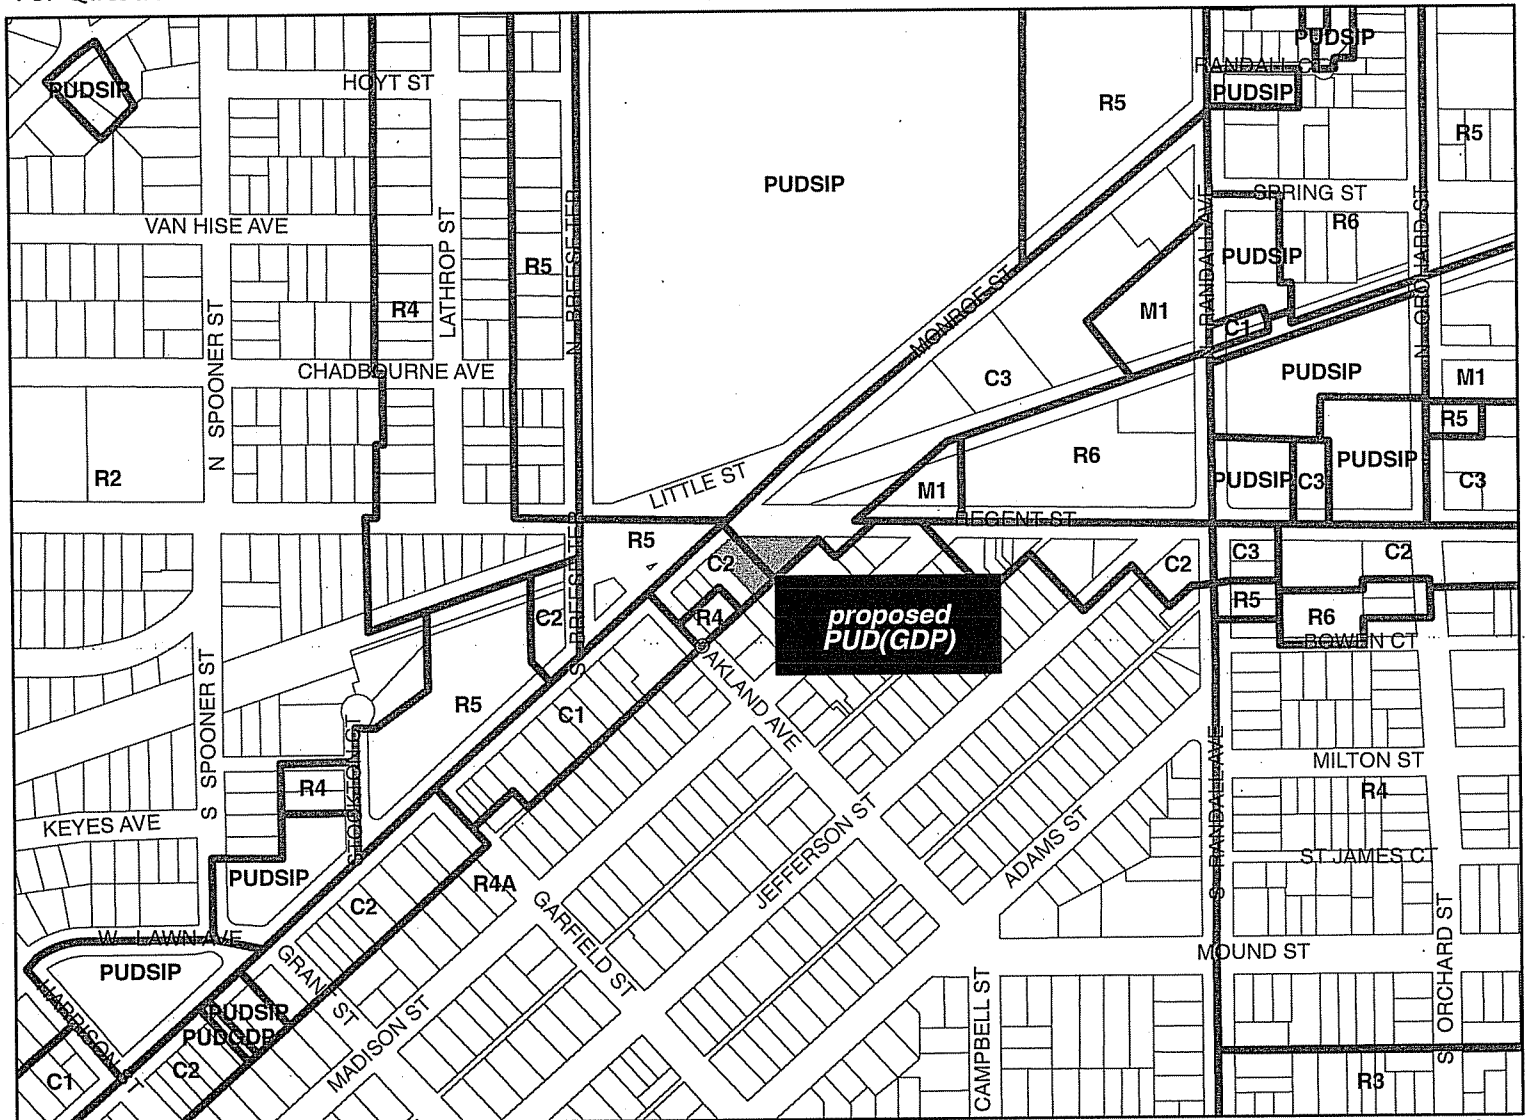 PUDSIP
RANDALL CT
PUDSIP
HOYT ST
PUDSIP
R5
R5
PUDSIP
SPRING ST
R6
VAN HISE AVE
LATHROP ST
R5
N BREESE TER
N RANDALL AVE
N ORCHARD ST
PUDSIP
R4
MONROE ST
M1
C1
N SPOONER ST
CHADBOURNE AVE
C3
PUDSIP
M1
R5
R2
LITTLE ST
R6
PUDSIP
PUDSIP
C3
C3
M1
REGENT ST
R5
C2
C2
C3
C2
R4
C2
S BREESE TER
proposed
PUD(GDP)
R5
R6
BOWEN CT
S SPOONER ST
R5
C1
OAKLAND AVE
STOCKTON CT
R4
S RANDALL AVE
MILTON ST
R4
KEYES AVE
JEFFERSON ST
ADAMS ST
ST JAMES CT
PUDSIP
R4A
C2
GARFIELD ST
W LAWN AVE
MOUND ST
S ORCHARD ST
PUDSIP
GRANT ST
HARRISON ST
PUDSIP
PUDGDP
MADISON ST
CAMPBELL ST
C1
C2
R3